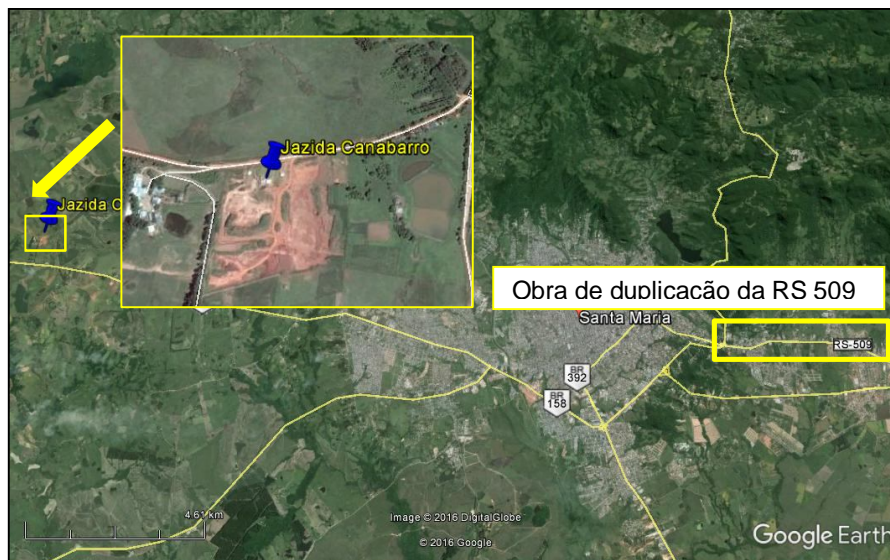 Jazida Canabarro
Jazida C
Obra de duplicação da RS 509
Santa Maria
RS-509
BR
392
BR
158
4.61 km
Image © 2016 DigitalGlobe
© 2016 Google
Google Earth